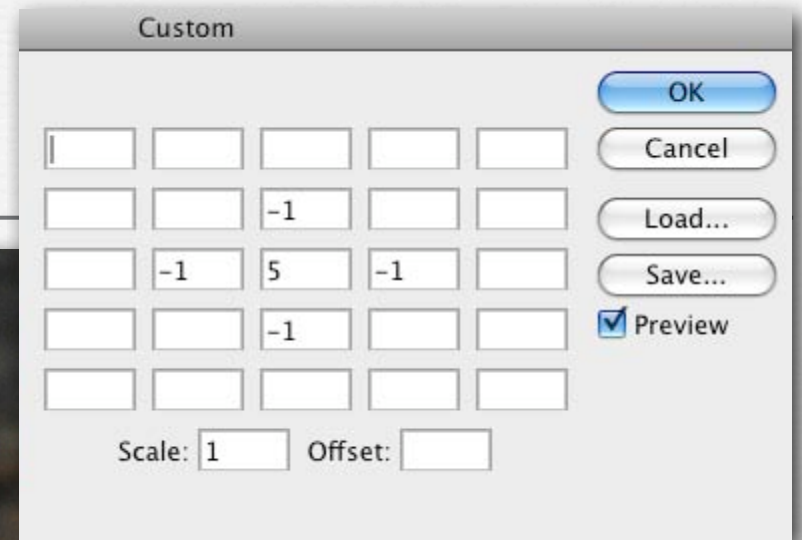 Custom
OK
Cancel
-1
Load...
-1 5 -1
Save...
-1
Preview
Scale: 1 Offset: